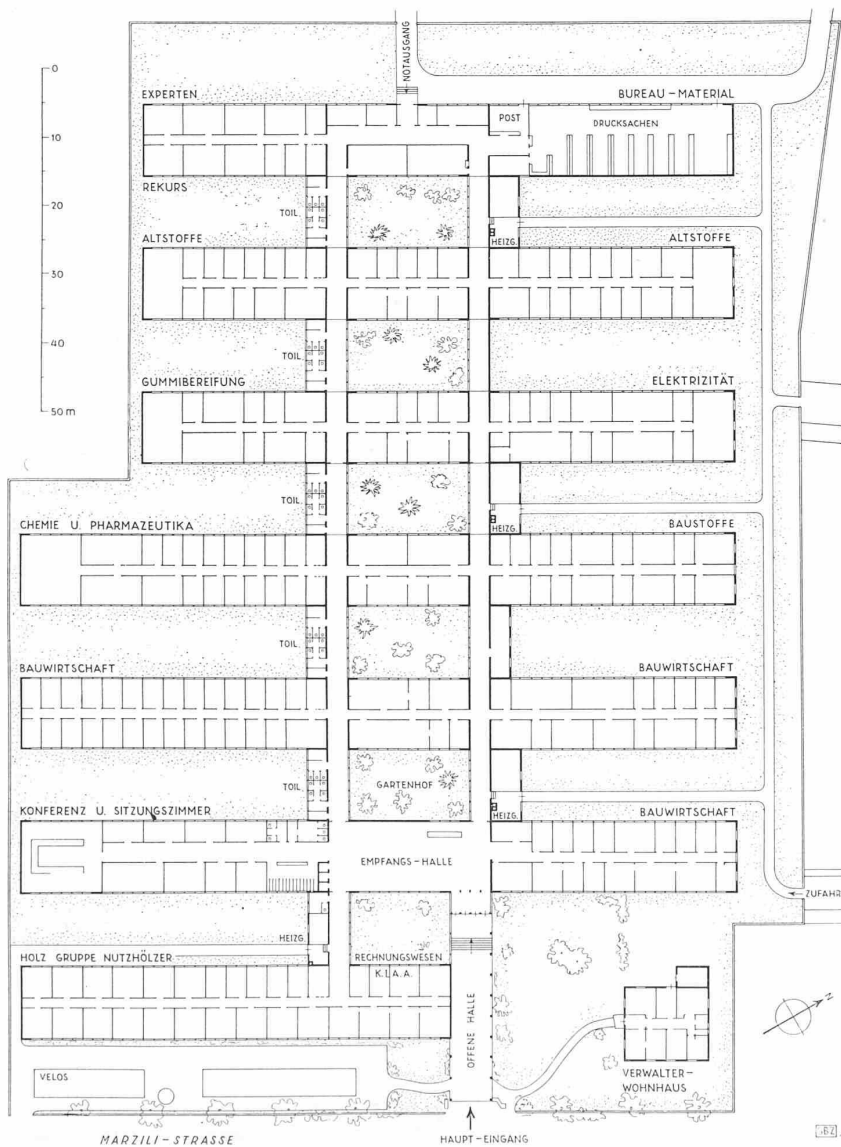 NOTAUSGANG
0
10
20
30
40
50 m
EXPERTEN
BUREAU-MATERIAL
POST
DRUCKSACHEN
REKURS
TOIL.
HEIZG.
ALTSTOFFE
ALTSTOFFE
TOIL.
GUMMIBEREIFUNG
ELEKTRIZITÄT
TOIL.
HEIZG.
CHEMIE U. PHARMAZEUTIKA
BAUSTOFFE
TOIL.
BAUWIRTSCHAFT
BAUWIRTSCHAFT
TOIL.
GARTENHOF
HEIZG.
KONFERENZ U. SITZUNGSZIMMER
BAUWIRTSCHAFT
EMPFANGS-HALLE
ZUFAHR
HEIZG.
HOLZ GRUPPE NUTZHÖLZER
RECHNUNGSWESEN
K.L.A.A.
OFFENE HALLE
N
VELOS
VERWALTER-
WOHNHAUS
MARZILI-STRASSE
HAUPT-EINGANG